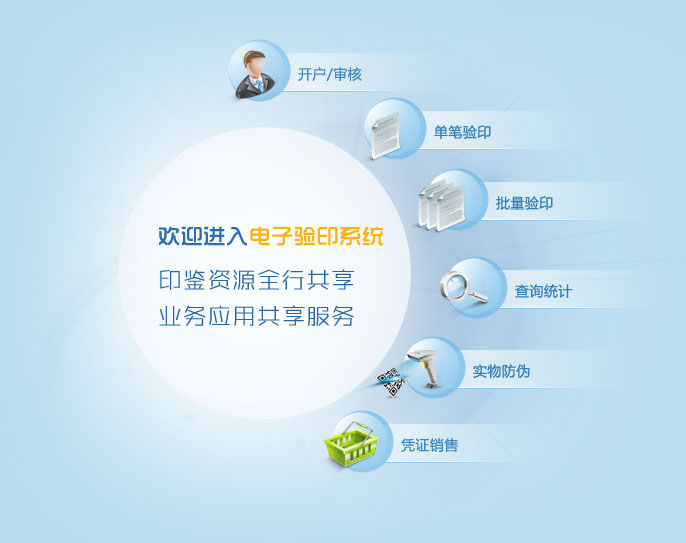 开户/审核
单笔验印
批量验印
欢迎进入电子验印系统
印鉴资源全行共享
业务应用共享服务
查询统计
实物防伪
凭证销售